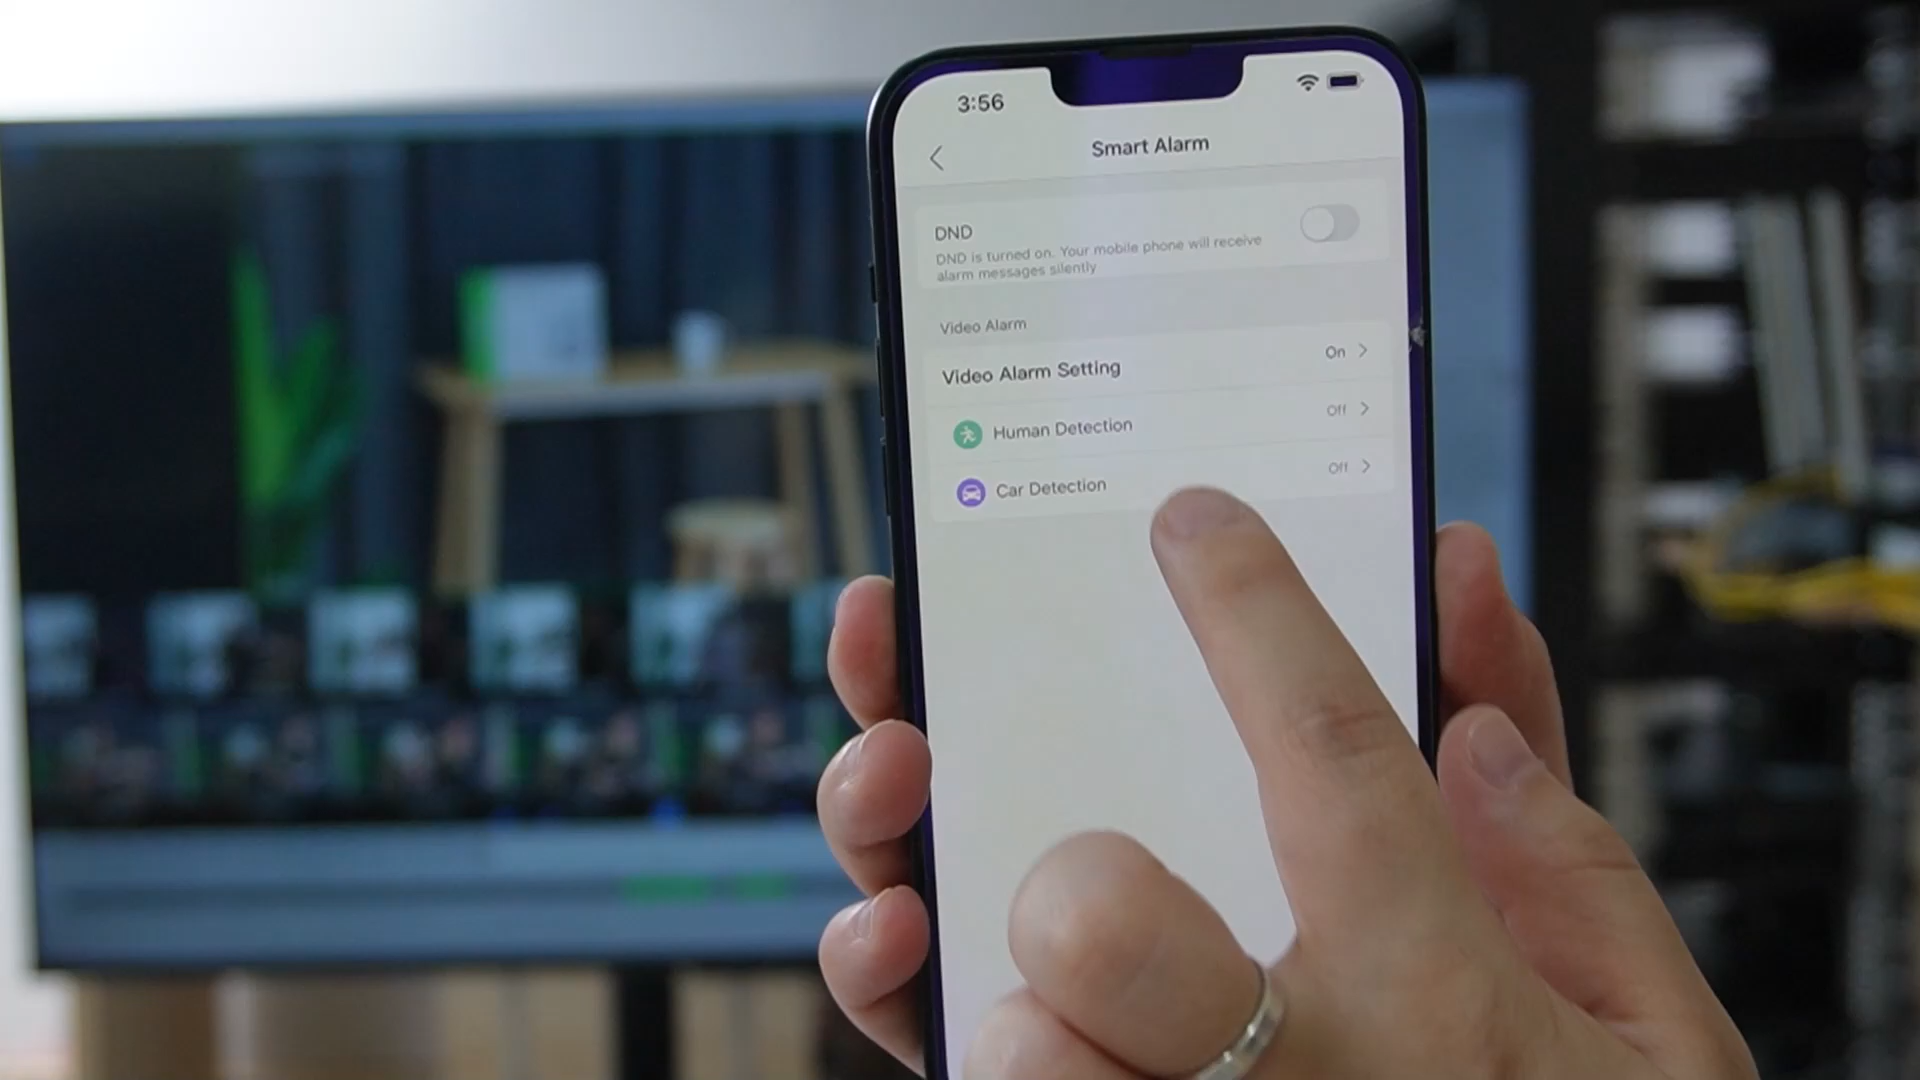 3:56
Smart Alarm
DND
DND is turned on. Your mobile phone will receive
alarm messages silently
Video Alarm
Video Alarm Setting On
Human Detection Off
Car Detection Off